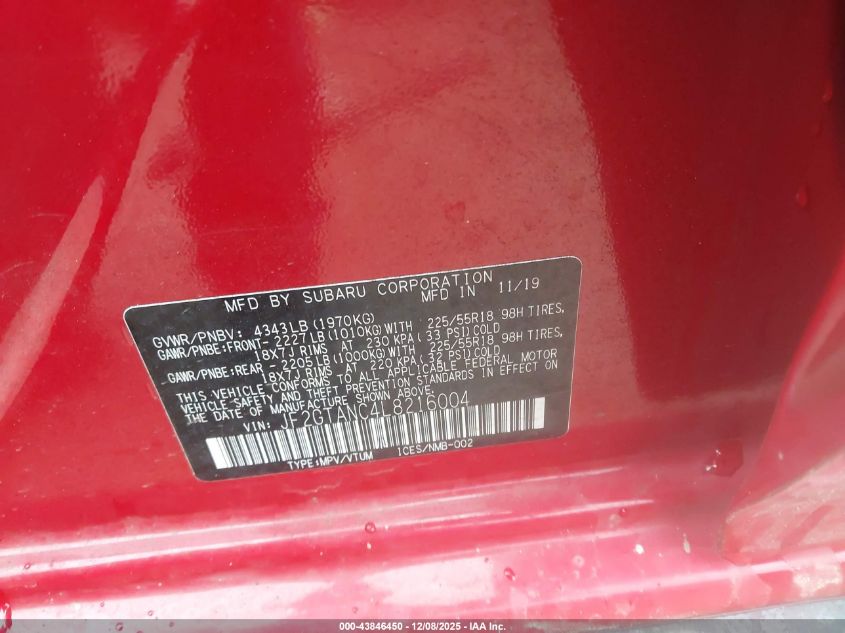 MFD BY SUBARU CORPORATION
MFD IN 11/19
GVWR/PNBV: 4343LB(1970KG)
GAWR/PNBE:FRONT- 2227LB(1010KG)WITH 225/55R18 98H TIRES,
18X7J RIMS AT 230 KPA(33 PSI)COLD
GAWR/PNBE:REAR - 2205LB(1000KG)WITH 225/55R18 98H TIRES,
18X7J RIMS AT 220 KPA(32 PSI)COLD
THIS VEHICLE CONFORMS TO ALL APPLICABLE FEDERAL MOTOR
VEHICLE SAFETY AND THEFT PREVENTION STANDARDS IN EFFECT ON
THE DATE OF MANUFACTURE SHOWN ABOVE.
VIN: JF2GTANC4L8216004
TYPE:MPV/VTUM ICES/NMB-002
000-43846450 - 12/08/2025 - IAA Inc.